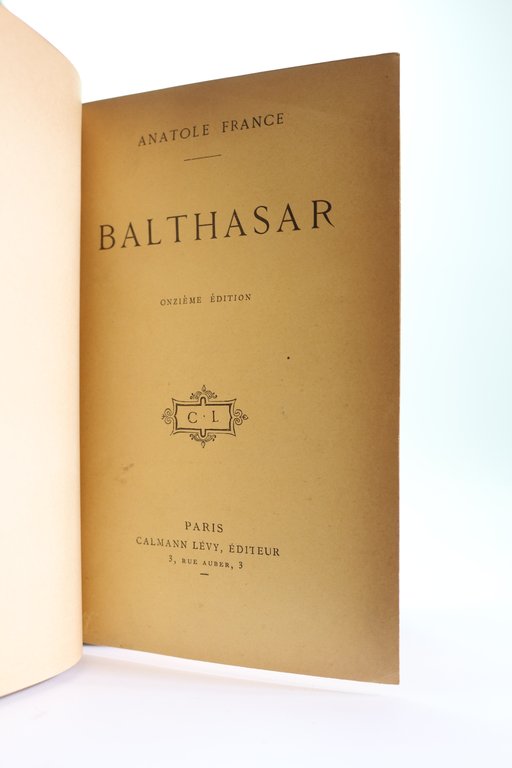 ANATOLE FRANCE
BALTHASAR
ONZIÈME ÉDITION
C · L
PARIS
CALMANN LÉVY, ÉDITEUR
3, RUE AUBER, 3